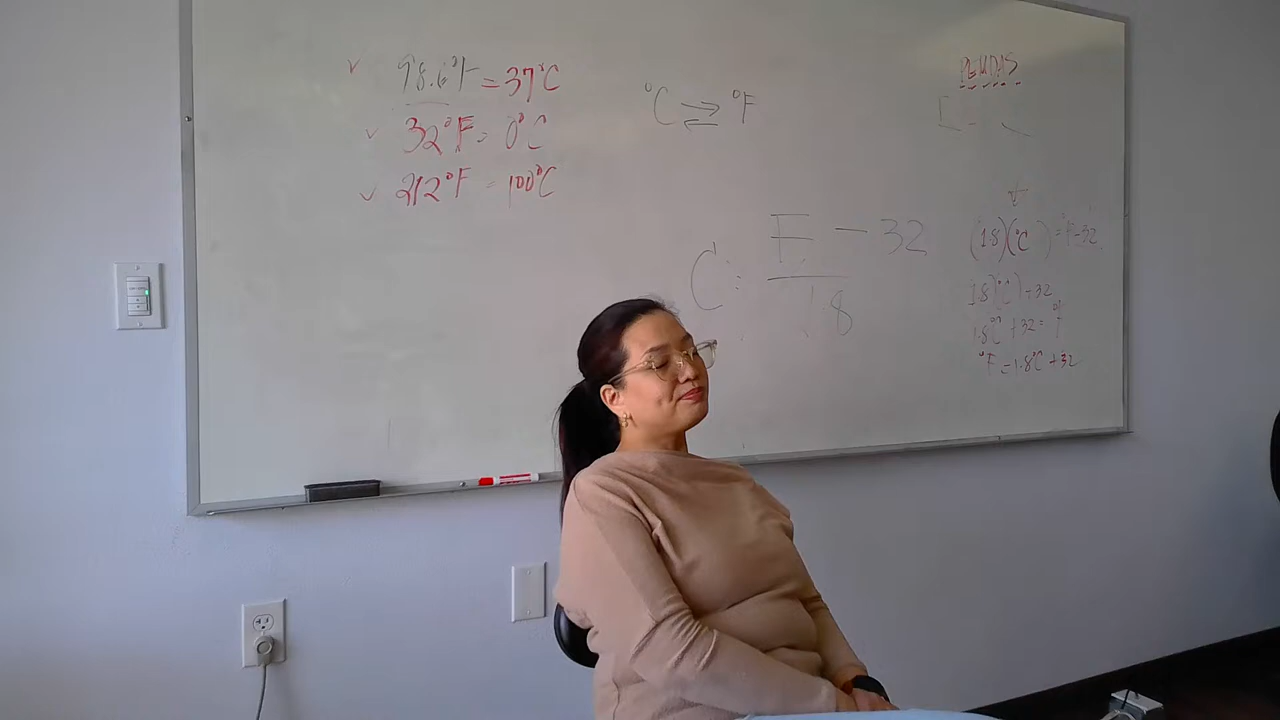 98.6°F = 37°C
32°F = 0°C
212°F = 100°C
°C ⇄ °F
C = F - 32
1.8
PEMDAS
(1.8)(°C) = °F - 32
1.8(°C) + 32
1.8°C + 32 = °F
°F = 1.8°C + 32